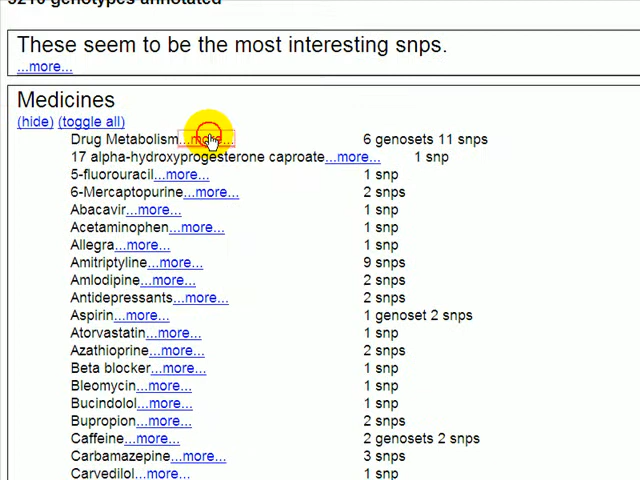 5210 genotypes annotated
These seem to be the most interesting snps.
...more...
Medicines
(hide) (toggle all)
Drug Metabolism...more... 6 genosets 11 snps
17 alpha-hydroxyprogesterone caproate...more... 1 snp
5-fluorouracil...more... 1 snp
6-Mercaptopurine...more... 2 snps
Abacavir...more... 1 snp
Acetaminophen...more... 1 snp
Allegra...more... 1 snp
Amitriptyline...more... 9 snps
Amlodipine...more... 2 snps
Antidepressants...more... 2 snps
Aspirin...more... 1 genoset 2 snps
Atorvastatin...more... 1 snp
Azathioprine...more... 2 snps
Beta blocker...more... 1 snp
Bleomycin...more... 1 snp
Bucindolol...more... 1 snp
Bupropion...more... 2 snps
Caffeine...more... 2 genosets 2 snps
Carbamazepine...more... 3 snps
Carvedilol...more... 1 snp